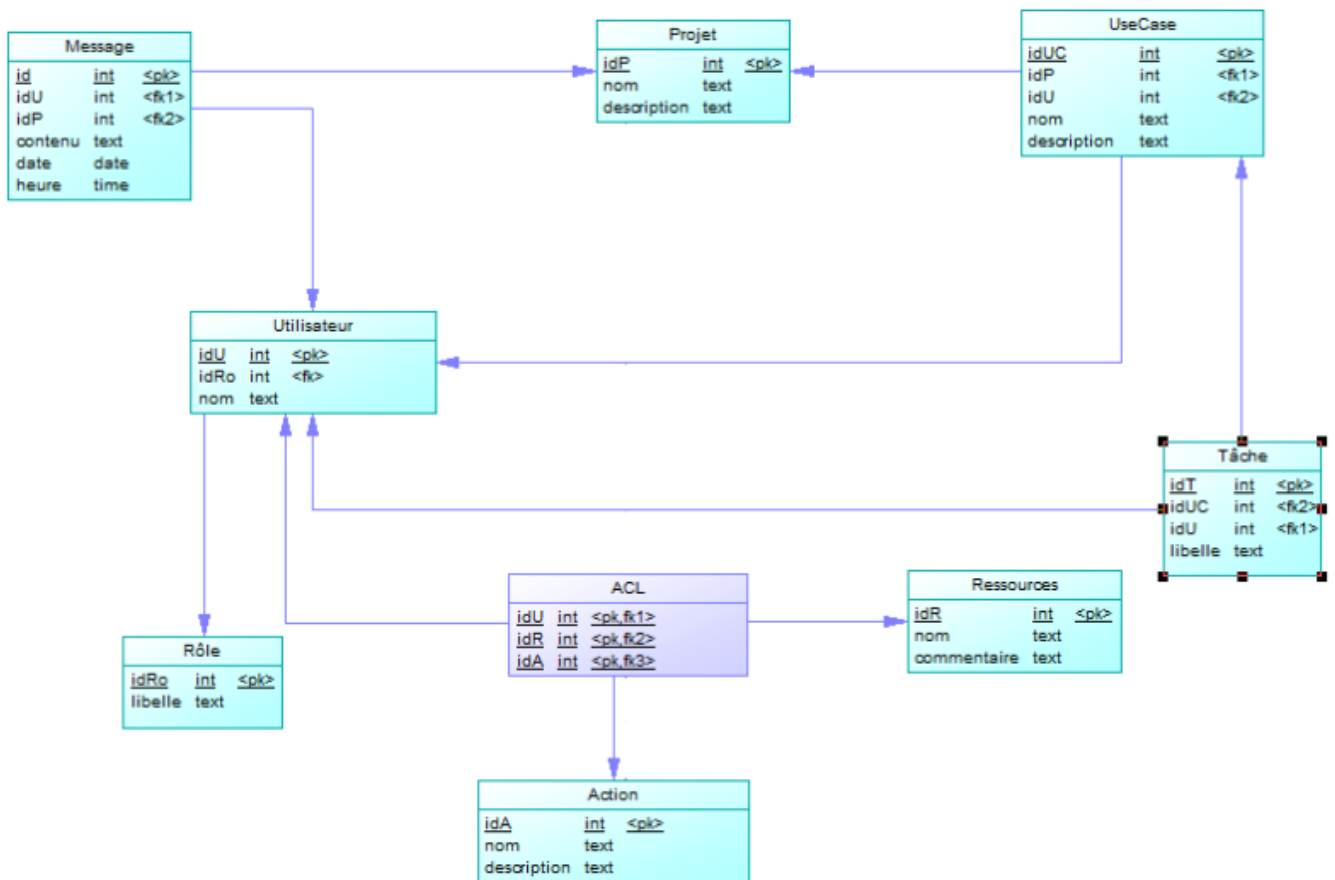 Message
id int <pk>
idU int <fk1>
idP int <fk2>
contenu text
date date
heure time
Projet
idP int <pk>
nom text
description text
UseCase
idUC int <pk>
idP int <fk1>
idU int <fk2>
nom text
description text
Utilisateur
idU int <pk>
idRo int <fk>
nom text
Tâche
idT int <pk>
idUC int <fk2>
idU int <fk1>
libelle text
ACL
idU int <pk,fk1>
idR int <pk,fk2>
idA int <pk,fk3>
Ressources
idR int <pk>
nom text
commentaire text
Rôle
idRo int <pk>
libelle text
Action
idA int <pk>
nom text
description text